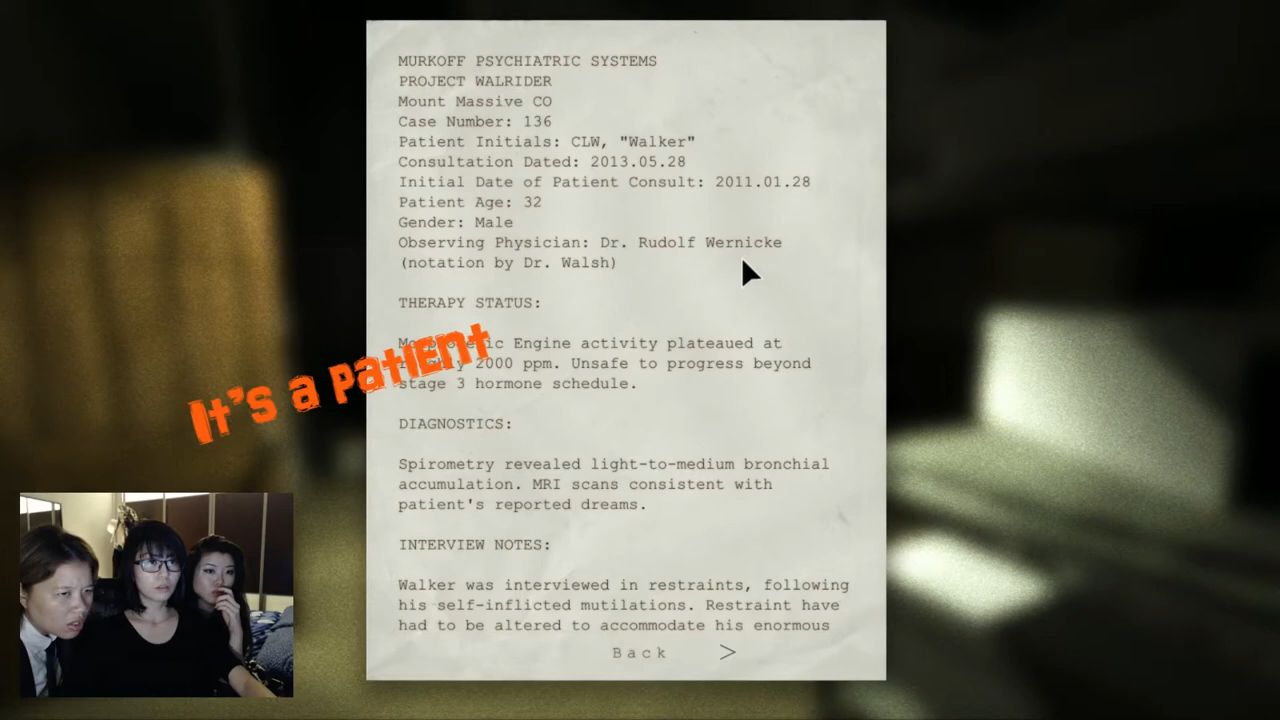 MURKOFF PSYCHIATRIC SYSTEMS
PROJECT WALRIDER
Mount Massive CO
Case Number: 136
Patient Initials: CLW, "Walker"
Consultation Dated: 2013.05.28
Initial Date of Patient Consult: 2011.01.28
Patient Age: 32
Gender: Male
Observing Physician: Dr. Rudolf Wernicke
(notation by Dr. Walsh)
THERAPY STATUS:
Engine activity plateaued at
2000 ppm. Unsafe to progress beyond
stage 3 hormone schedule.
It's a patient
DIAGNOSTICS:
Spirometry revealed light-to-medium bronchial
accumulation. MRI scans consistent with
patient's reported dreams.
INTERVIEW NOTES:
Walker was interviewed in restraints, following
his self-inflicted mutilations. Restraint have
had to be altered to accommodate his enormous
Back >